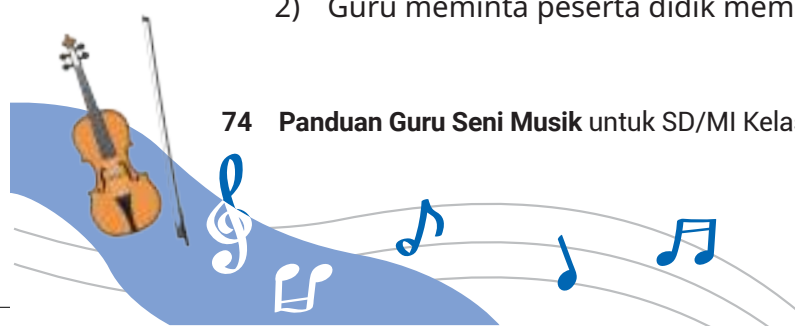 2) Guru meminta peserta didik mem
74 Panduan Guru Seni Musik untuk SD/MI Kela